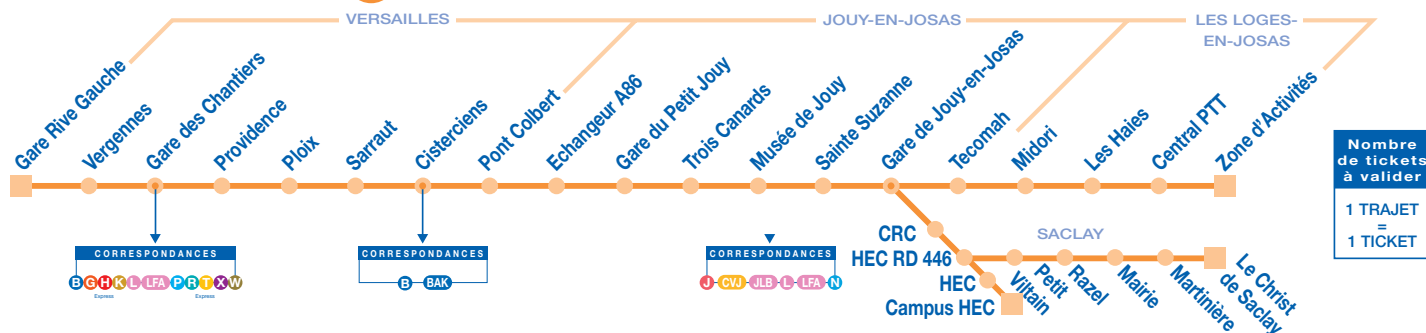 VERSAILLES
JOUY-EN-JOSAS
LES LOGES-
EN-JOSAS
Gare Rive Gauche
Vergennes
Gare des Chantiers
Providence
Ploix
Sarraut
Cisterciens
Pont Colbert
Echangeur A86
Gare du Petit Jouy
Trois Canards
Musée de Jouy
Sainte Suzanne
Gare de Jouy-en-Josas
Tecomah
Midori
Les Haies
Central PTT
Zone d'Activités
Nombre
de tickets
à valider
1 TRAJET
=
1 TICKET
CORRESPONDANCES
B G H K L LFA P R T X W
Express Express
CORRESPONDANCES
B BAK
CORRESPONDANCES
J CVJ JLB L LFA N
CRC
HEC RD 446
HEC
Campus HEC
SACLAY
Viltain
Petit
Razel
Mairie
Martinière
Le Christ
de Saclay